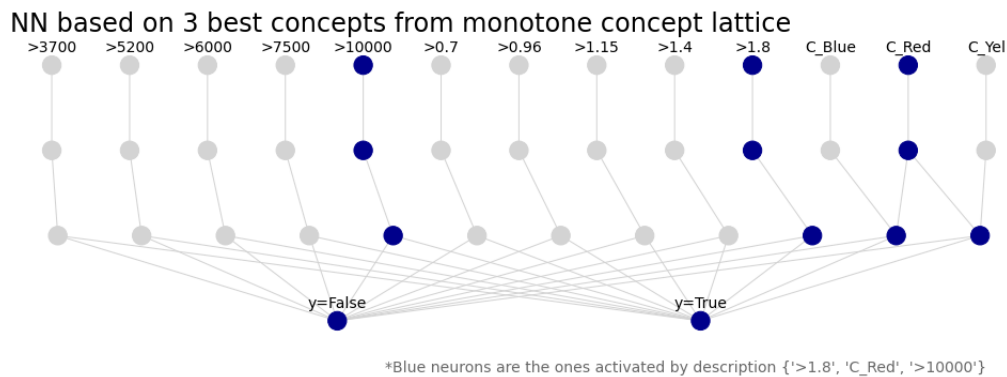 NN based on 3 best concepts from monotone concept lattice
>3700 >5200 >6000 >7500 >10000 >0.7 >0.96 >1.15 >1.4 >1.8 C_Blue C_Red C_Yel
y=False y=True
*Blue neurons are the ones activated by description {'>1.8', 'C_Red', '>10000'}